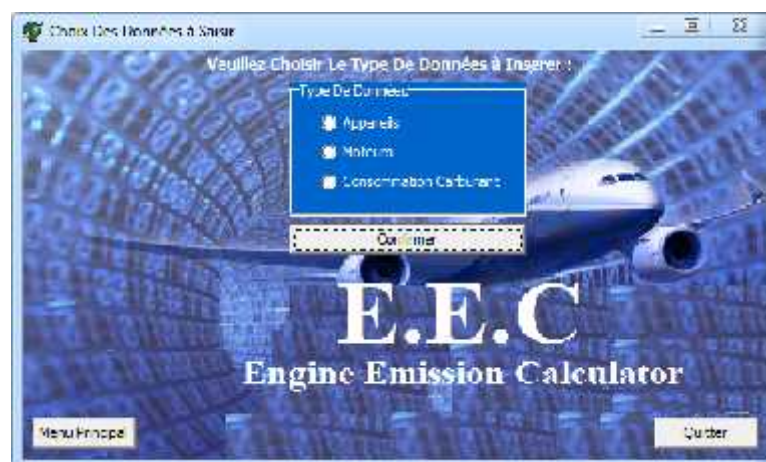 Choix Des Données à Saisir
Veuillez Choisir Le Type De Données à Inserer :
Type De Données
Appareils
Moteurs
Consommation Carburant
Confirmer
E.E.C
Engine Emission Calculator
Menu Principal
Quitter